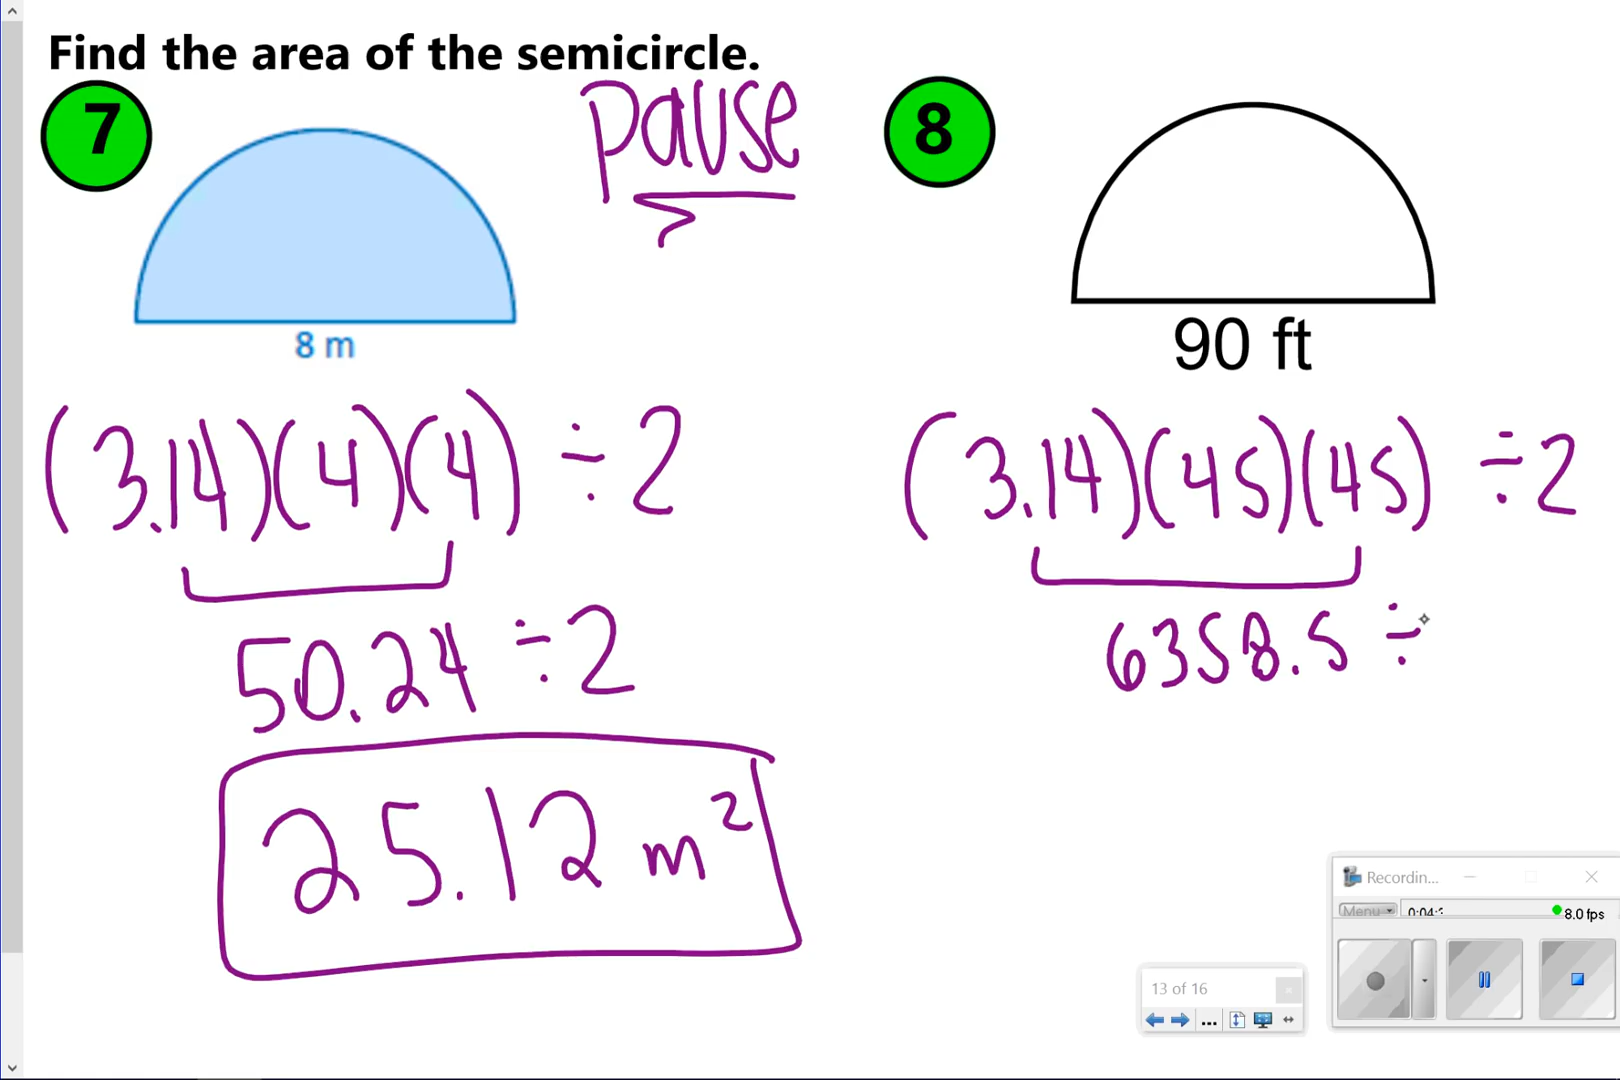 Find the area of the semicircle.
7
pause
8
8 m
90 ft
(3.14)(4)(4) ÷2
(3.14)(45)(45) ÷2
50.24 ÷2
6358.5 ÷
25.12 m²
Recordin...
Menu
8.0 fps
13 of 16
...